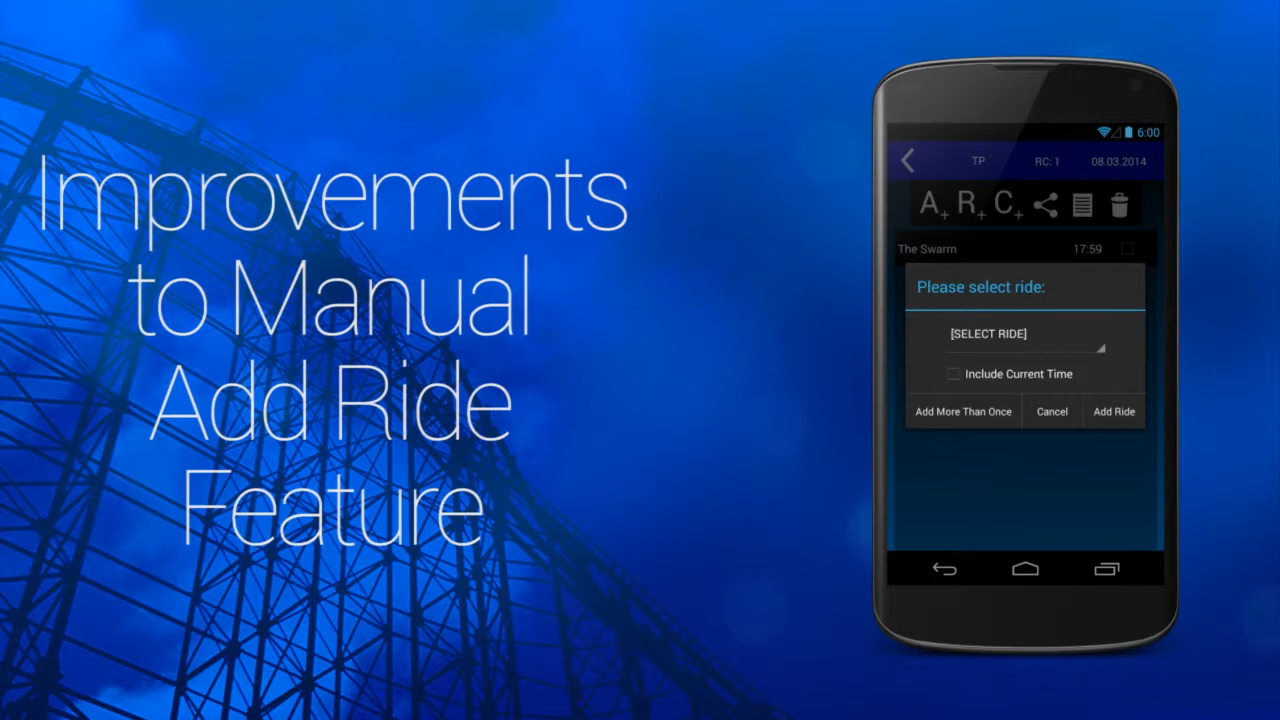 Improvements
to Manual
Add Ride
Feature
6:00
TP RC: 1 08.03.2014
A+ R+ C+
The Swarm 17:59
Please select ride:
[SELECT RIDE]
Include Current Time
Add More Than Once Cancel Add Ride